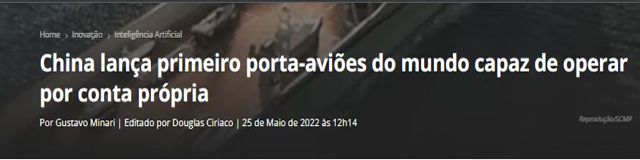 Home > Inovação > Inteligência Artificial
China lança primeiro porta-aviões do mundo capaz de operar
por conta própria
Por Gustavo Minari | Editado por Douglas Ciriaco | 25 de Maio de 2022 às 12h14
Reprodução/SCMP